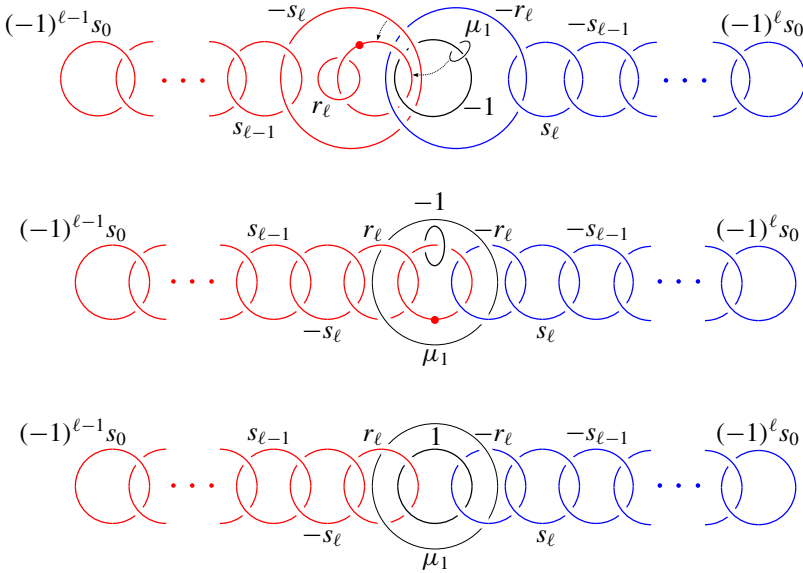 (−1)^{ℓ−1}s_0 −s_ℓ μ_1 −r_ℓ −s_{ℓ−1} (−1)^ℓ s_0
s_{ℓ−1} r_ℓ −1 s_ℓ
−1
(−1)^{ℓ−1}s_0 s_{ℓ−1} r_ℓ −r_ℓ −s_{ℓ−1} (−1)^ℓ s_0
−s_ℓ μ_1 s_ℓ
(−1)^{ℓ−1}s_0 s_{ℓ−1} r_ℓ 1 −r_ℓ −s_{ℓ−1} (−1)^ℓ s_0
−s_ℓ μ_1 s_ℓ